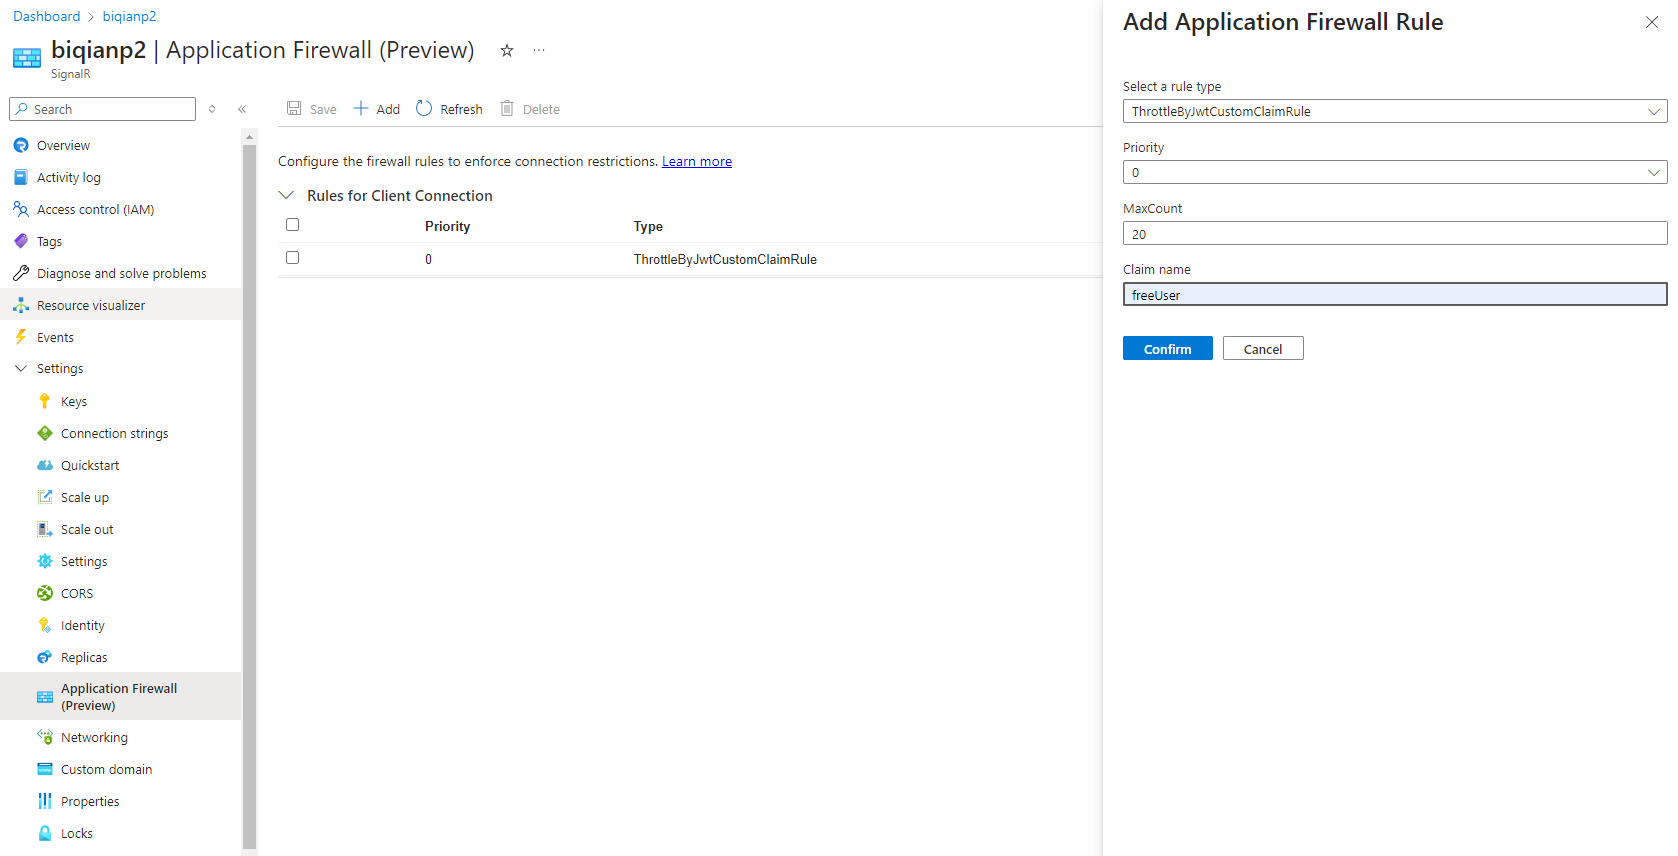 Dashboard > biqianp2
biqianp2 | Application Firewall (Preview)
SignalR
Search
Overview
Activity log
Access control (IAM)
Tags
Diagnose and solve problems
Resource visualizer
Events
Settings
Keys
Connection strings
Quickstart
Scale up
Scale out
Settings
CORS
Identity
Replicas
Application Firewall
(Preview)
Networking
Custom domain
Properties
Locks
Save Add Refresh Delete
Configure the firewall rules to enforce connection restrictions. Learn more
Rules for Client Connection
Priority Type
0 ThrottleByJwtCustomClaimRule
Add Application Firewall Rule
Select a rule type
ThrottleByJwtCustomClaimRule
Priority
0
MaxCount
20
Claim name
freeUser
Confirm Cancel